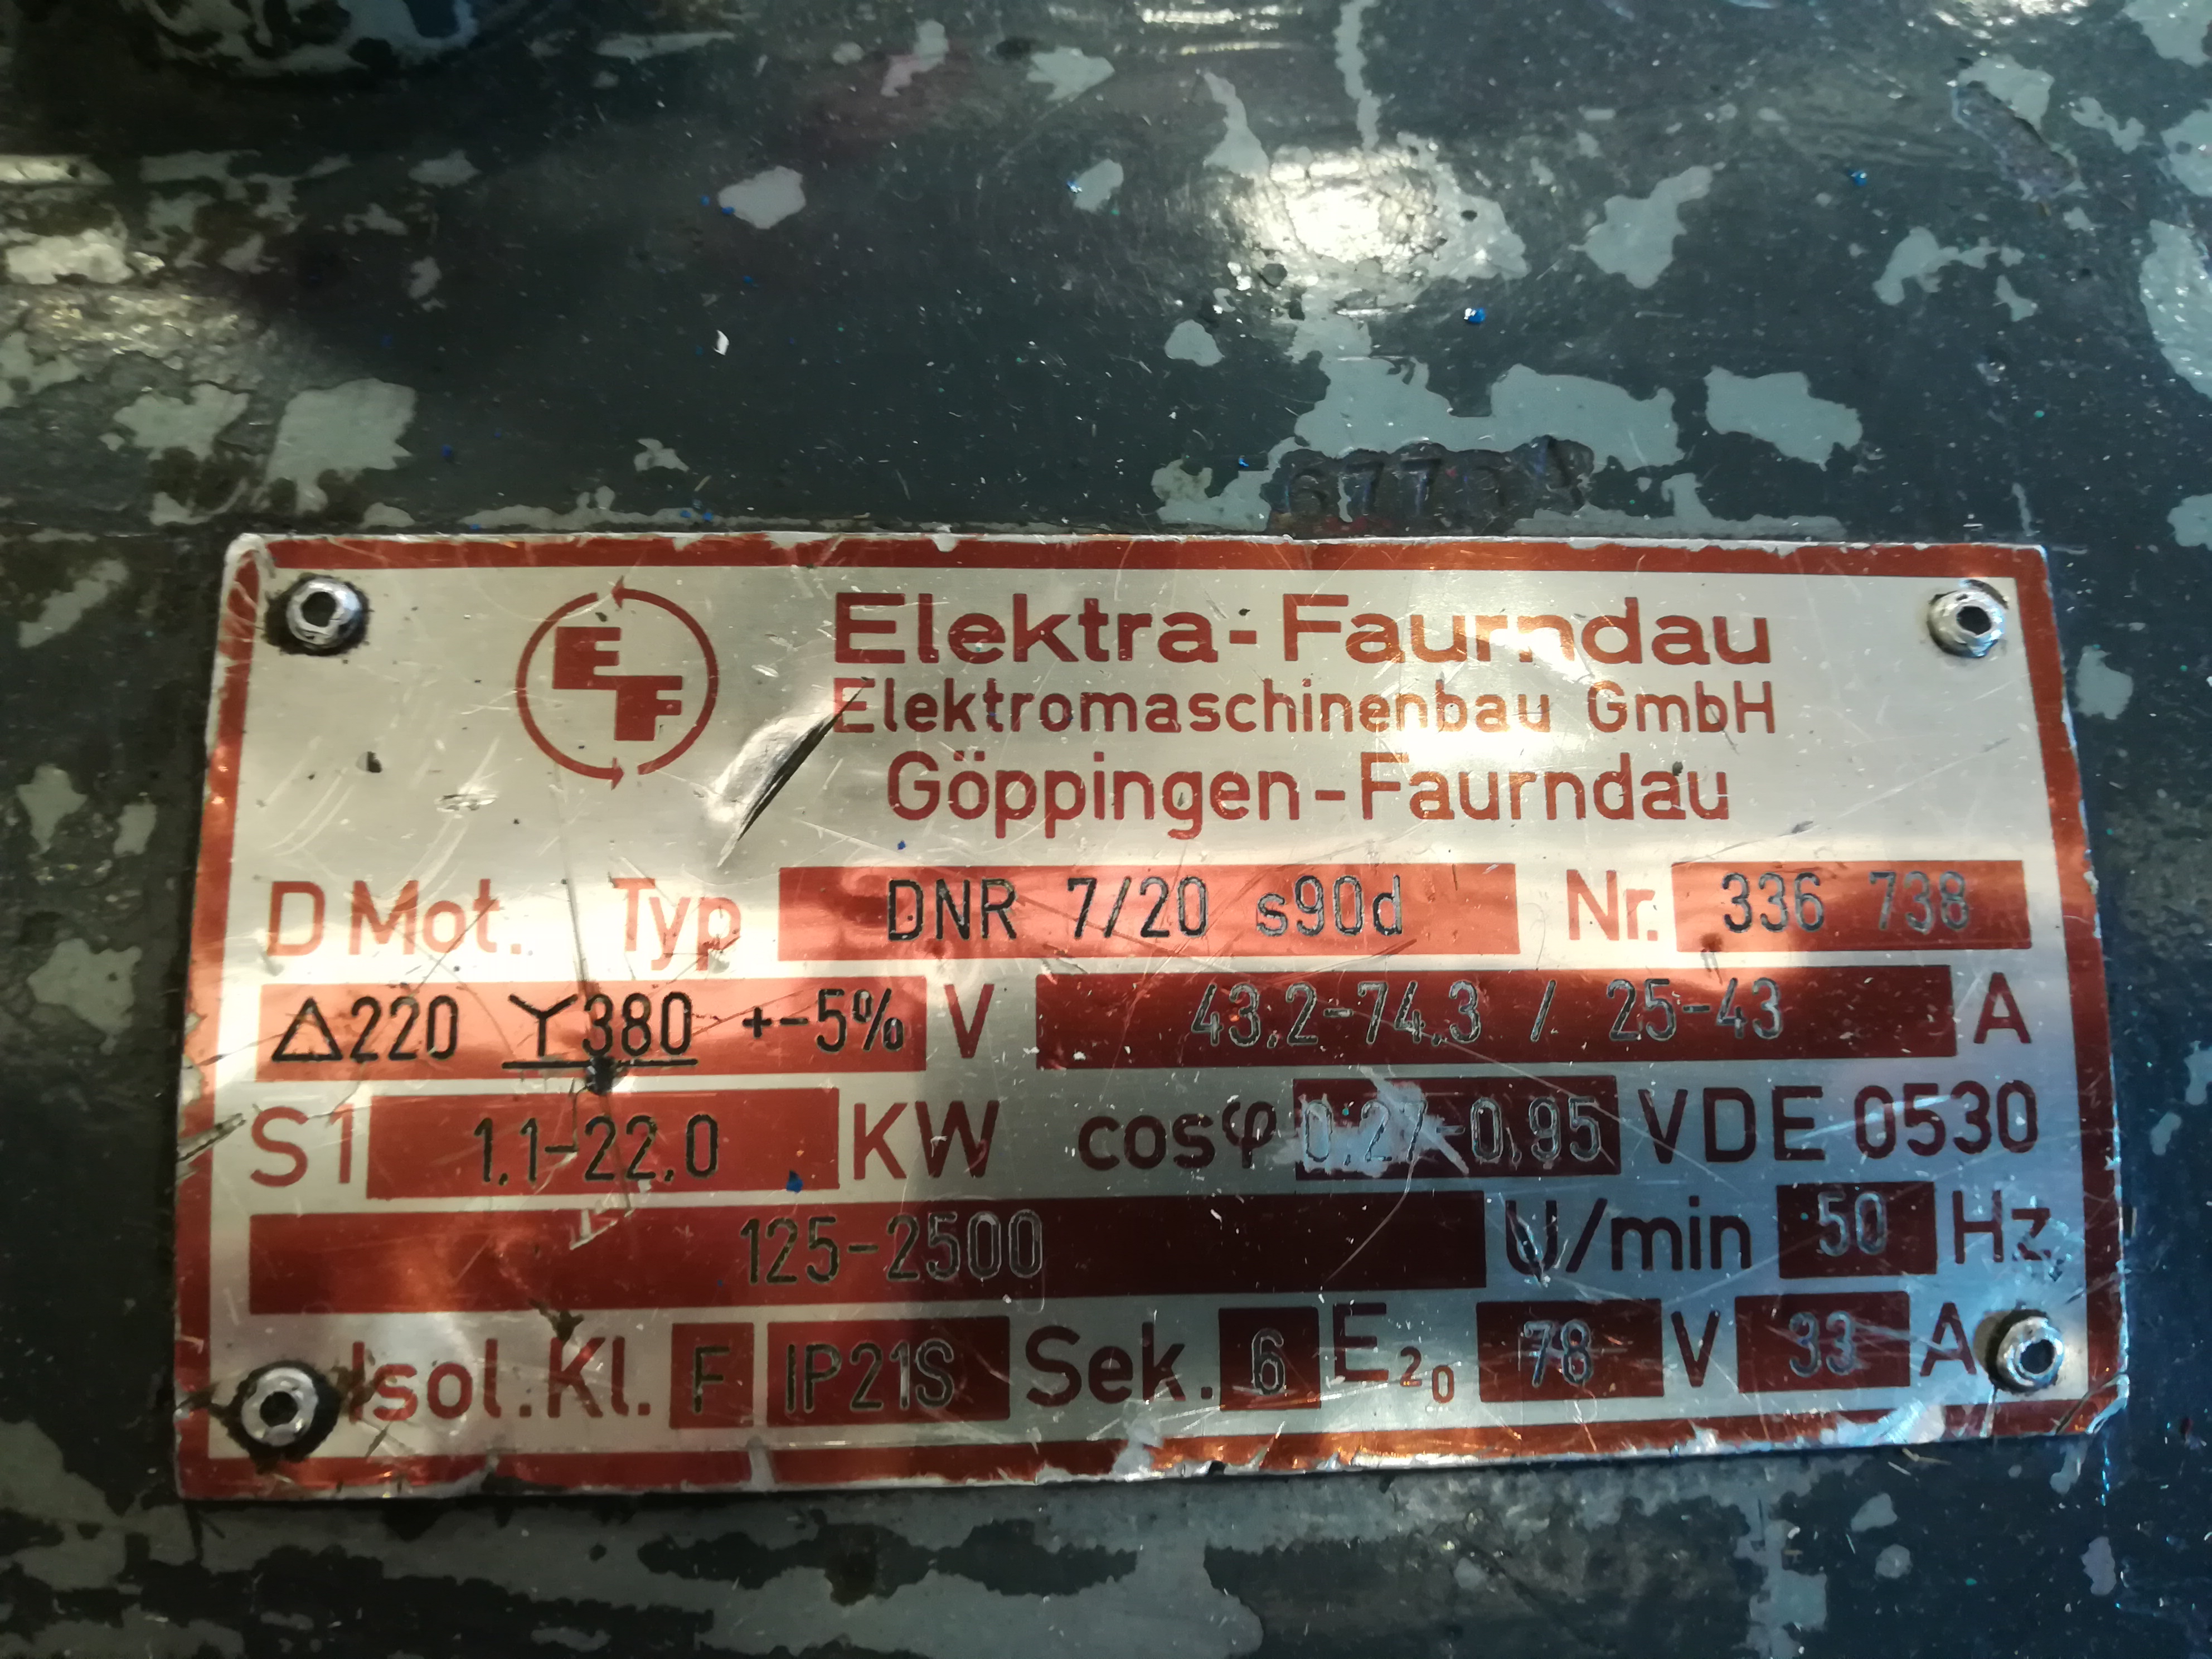 EF
Elektra-Faurndau
Elektromaschinenbau GmbH
Göppingen-Faurndau
D Mot. Typ DNR 7/20 s90d Nr. 336 738
△220 Y380 +-5% V 43,2-74,3 / 25-43 A
S1 1,1-22,0 KW cosφ 0,27-0,95 VDE 0530
125-2500 U/min 50 Hz
Isol.Kl. F IP21S Sek. 6 E20 78 V 33 A